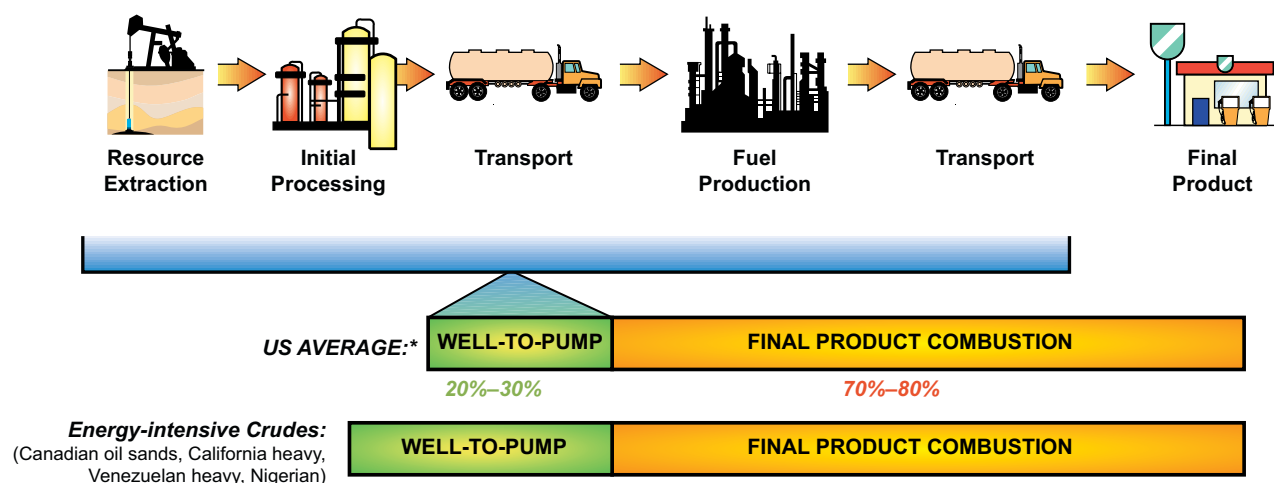 Resource
Extraction
Initial
Processing
Transport
Fuel
Production
Transport
Final
Product
US AVERAGE:*
WELL-TO-PUMP
FINAL PRODUCT COMBUSTION
20%–30%
70%–80%
Energy-intensive Crudes:
(Canadian oil sands, California heavy,
Venezuelan heavy, Nigerian)
WELL-TO-PUMP
FINAL PRODUCT COMBUSTION